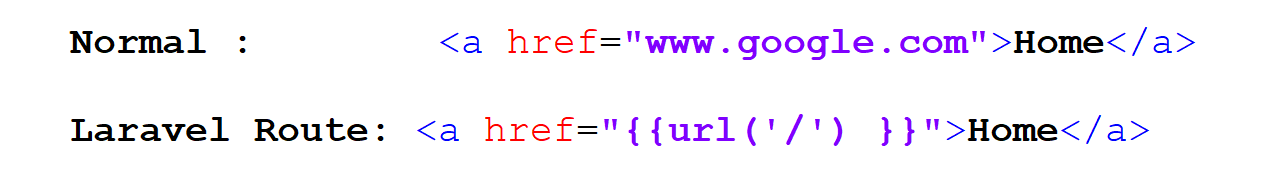 Normal : <a href="www.google.com">Home</a>
Laravel Route: <a href="{{url('/') }}">Home</a>